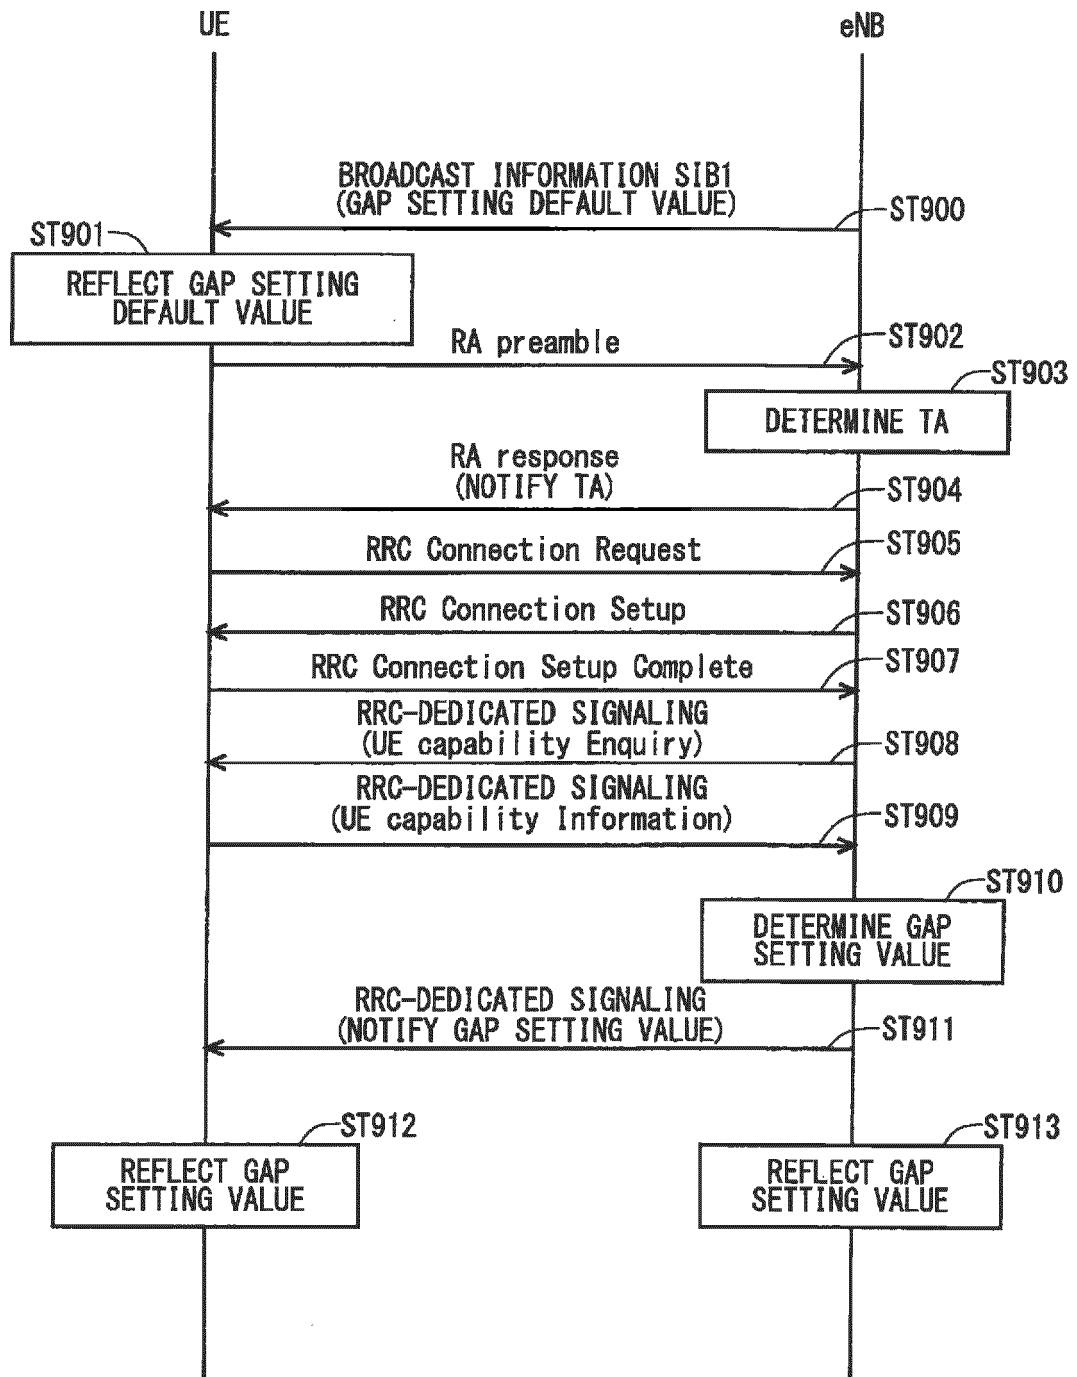 UE
eNB
BROADCAST INFORMATION SIB1
(GAP SETTING DEFAULT VALUE)
ST900
ST901
REFLECT GAP SETTING
DEFAULT VALUE
RA preamble
ST902
ST903
DETERMINE TA
RA response
(NOTIFY TA)
ST904
RRC Connection Request
ST905
RRC Connection Setup
ST906
RRC Connection Setup Complete
ST907
RRC-DEDICATED SIGNALING
(UE capability Enquiry)
ST908
RRC-DEDICATED SIGNALING
(UE capability Information)
ST909
ST910
DETERMINE GAP
SETTING VALUE
RRC-DEDICATED SIGNALING
(NOTIFY GAP SETTING VALUE)
ST911
ST912
REFLECT GAP
SETTING VALUE
ST913
REFLECT GAP
SETTING VALUE